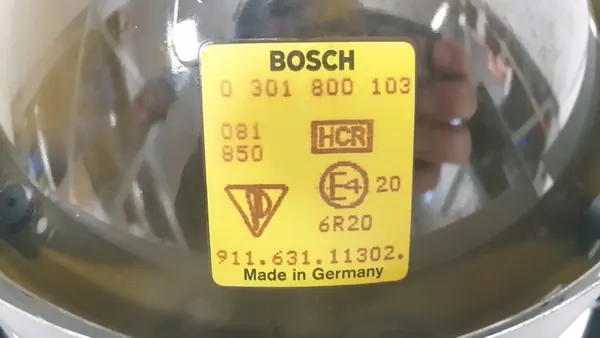 BOSCH
0 301 800 103
081 HCR
850
E4 20
6R20
911.631.11302.
Made in Germany